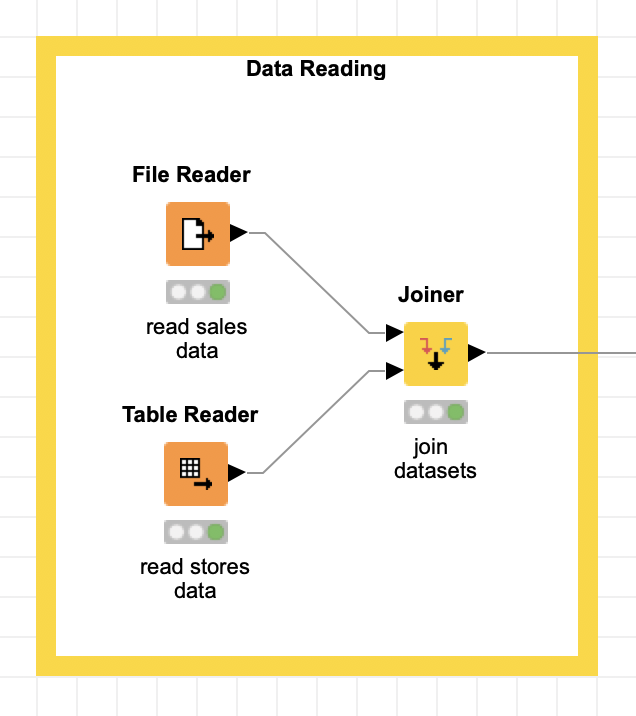 Data Reading
File Reader
read sales
data
Joiner
join
datasets
Table Reader
read stores
data